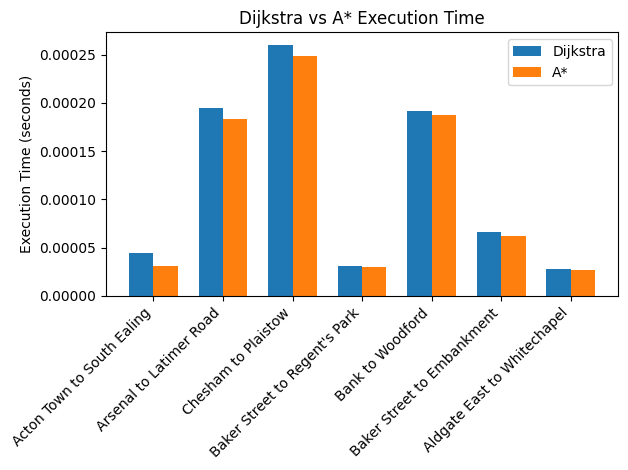 Dijkstra vs A* Execution Time
Dijkstra
A*
Execution Time (seconds)
0.00025
0.00020
0.00015
0.00010
0.00005
0.00000
Acton Town to South Ealing
Arsenal to Latimer Road
Chesham to Plaistow
Baker Street to Regent's Park
Bank to Woodford
Baker Street to Embankment
Aldgate East to Whitechapel